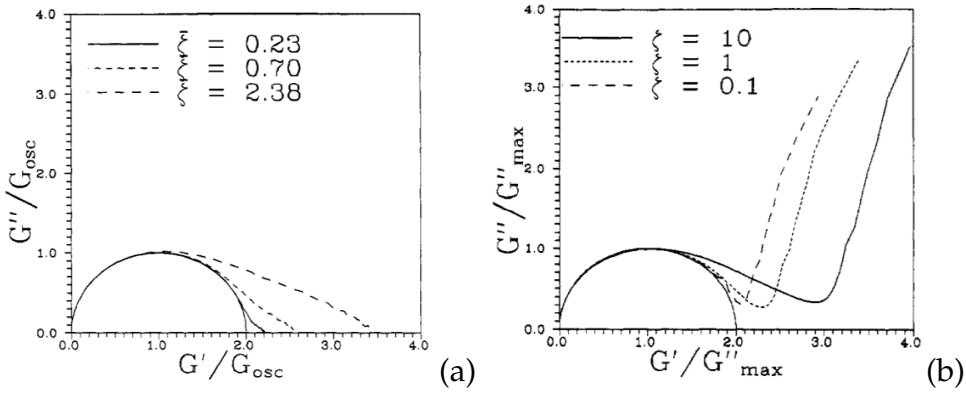 4.0
3.0
2.0
1.0
0.0
G''/Gosc
ξ̄ = 0.23
ξ̄ = 0.70
ξ̄ = 2.38
0.0 1.0 2.0 3.0 4.0
G'/Gosc
(a)
4.0
3.0
2.0
1.0
0.0
G''/G''max
ζ = 10
ζ = 1
ζ = 0.1
0.0 1.0 2.0 3.0 4.0
G'/G''max
(b)